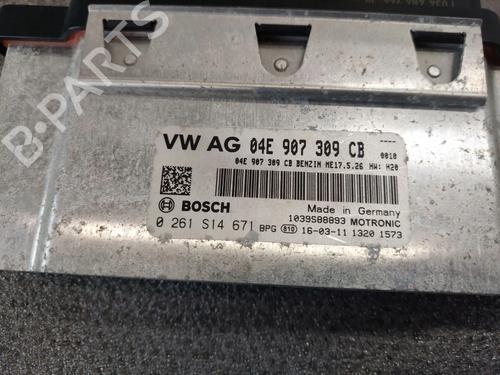 VW AG 04E 907 309 CB ----
0010
04E 907 309 CB BENZIN ME17.5.26 HW: H20
BOSCH
Made in Germany
1039S88893 MOTRONIC
0 261 S14 671 BPG 810 16-03-11 1320 1573
B-PARTS